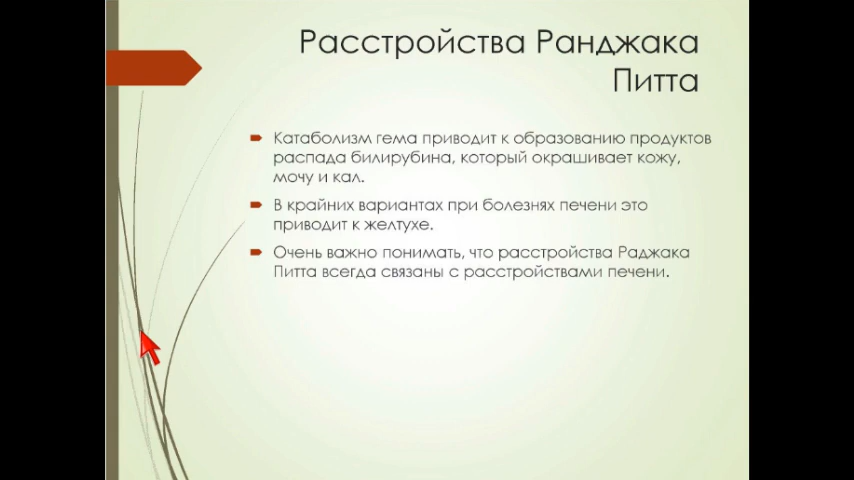 Расстройства Ранджака
Питта
Катаболизм гема приводит к образованию продуктов
распада билирубина, который окрашивает кожу,
мочу и кал.
В крайних вариантах при болезнях печени это
приводит к желтухе.
Очень важно понимать, что расстройства Раджака
Питта всегда связаны с расстройствами печени.